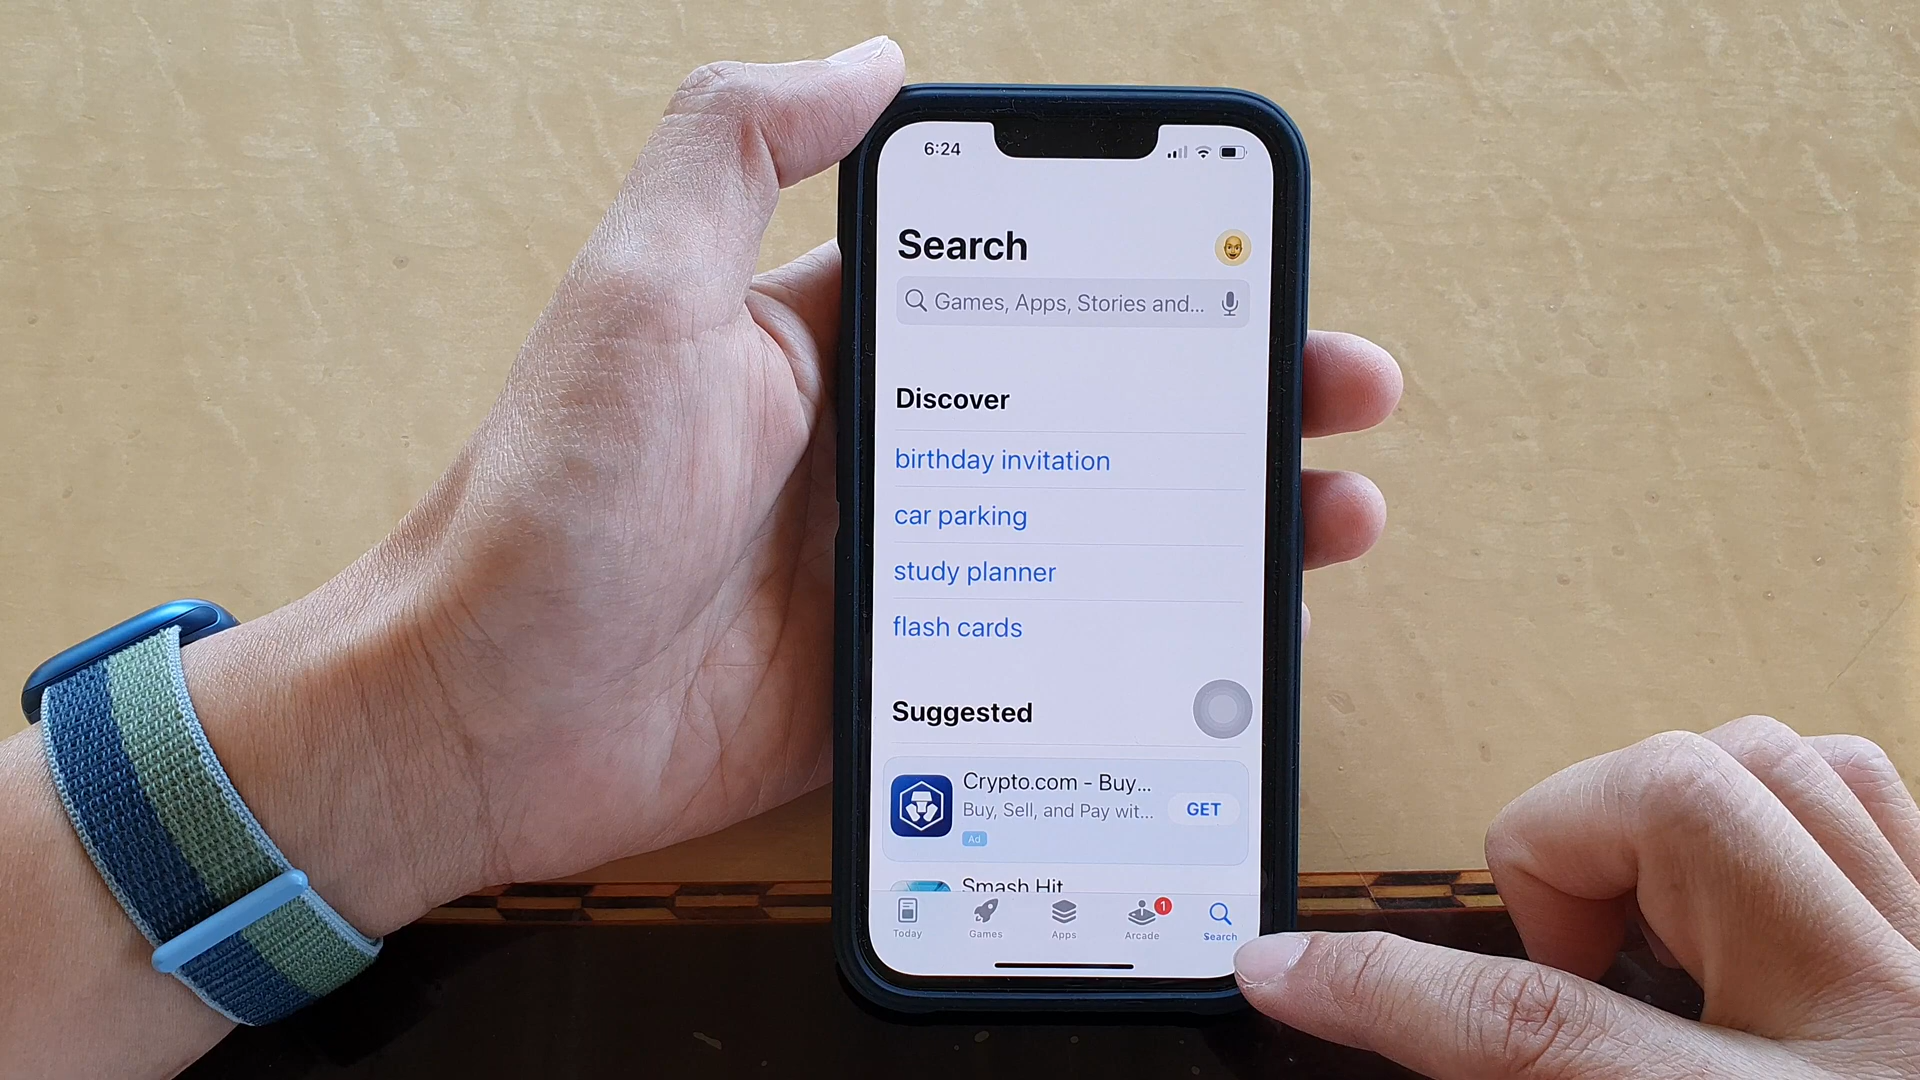 6:24
Search
Games, Apps, Stories and...
Discover
birthday invitation
car parking
study planner
flash cards
Suggested
Crypto.com - Buy...
Buy, Sell, and Pay wit...
GET
Ad
Smash Hit
1
Today
Games
Apps
Arcade
Search